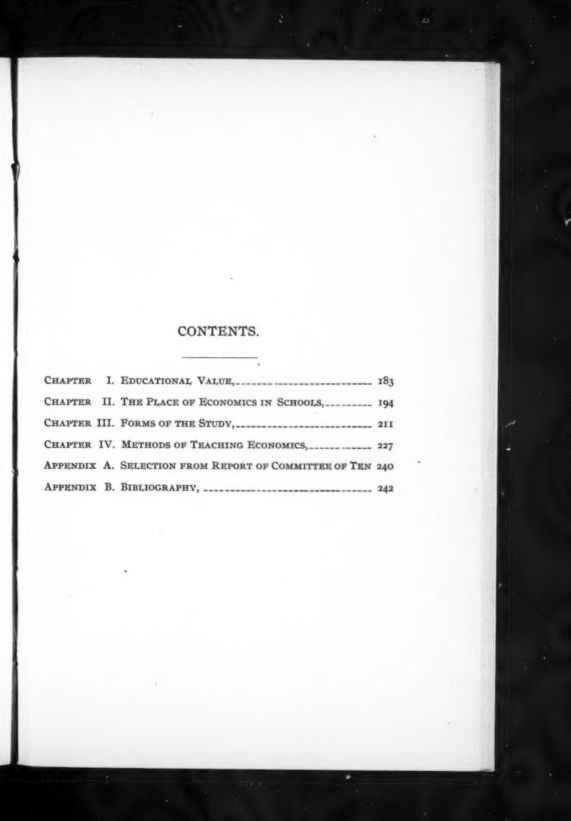 CONTENTS.
CHAPTER I. EDUCATIONAL VALUE, 183
CHAPTER II. THE PLACE OF ECONOMICS IN SCHOOLS, 194
CHAPTER III. FORMS OF THE STUDY, 211
CHAPTER IV. METHODS OF TEACHING ECONOMICS, 227
APPENDIX A. SELECTION FROM REPORT OF COMMITTEE OF TEN 240
APPENDIX B. BIBLIOGRAPHY, 242